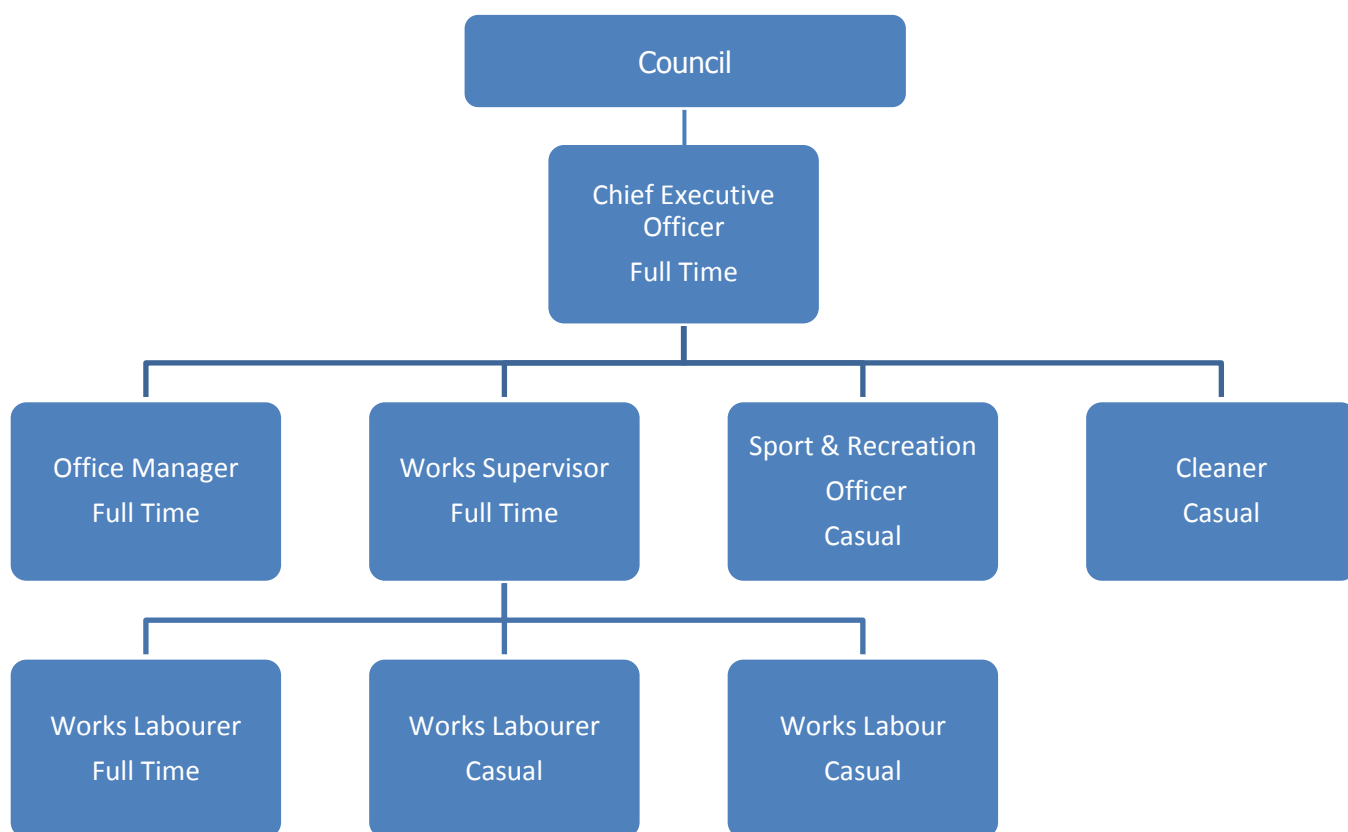 Council
Chief Executive
Officer
Full Time
Office Manager
Full Time
Works Supervisor
Full Time
Sport & Recreation
Officer
Casual
Cleaner
Casual
Works Labourer
Full Time
Works Labourer
Casual
Works Labour
Casual